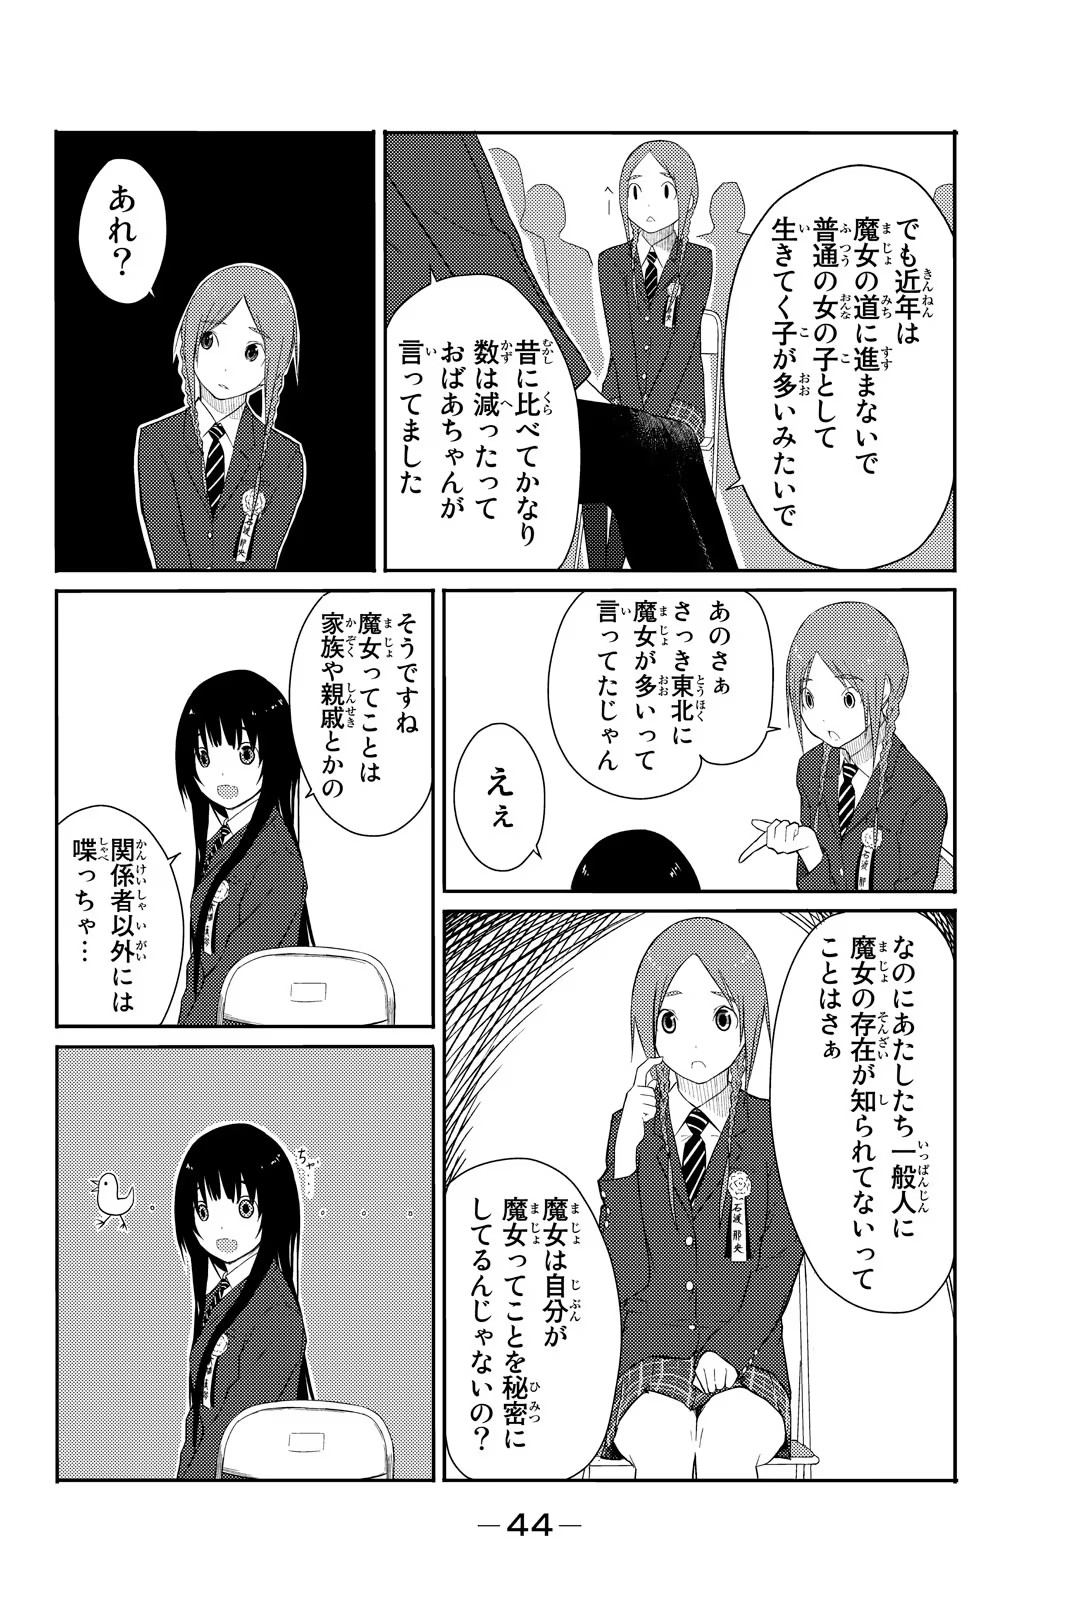 でも近年は
魔女の道に進まないで
普通の女の子として
生きてく子が多いみたいで
昔に比べてかなり
数は減ったって
おばあちゃんが
言ってました
あれ？
石渡 那央
あのさぁ
さっき東北に
魔女が多いって
言ってたじゃん
ええ
そうですね
魔女ってことは
家族や親戚とかの
関係者以外には
喋っちゃ…
なのにあたしたち一般人に
魔女の存在が知られてないって
ことはさぁ
魔女は自分が
魔女ってことを秘密に
してるんじゃないの？
石渡 那央
ちゃ…
—44—